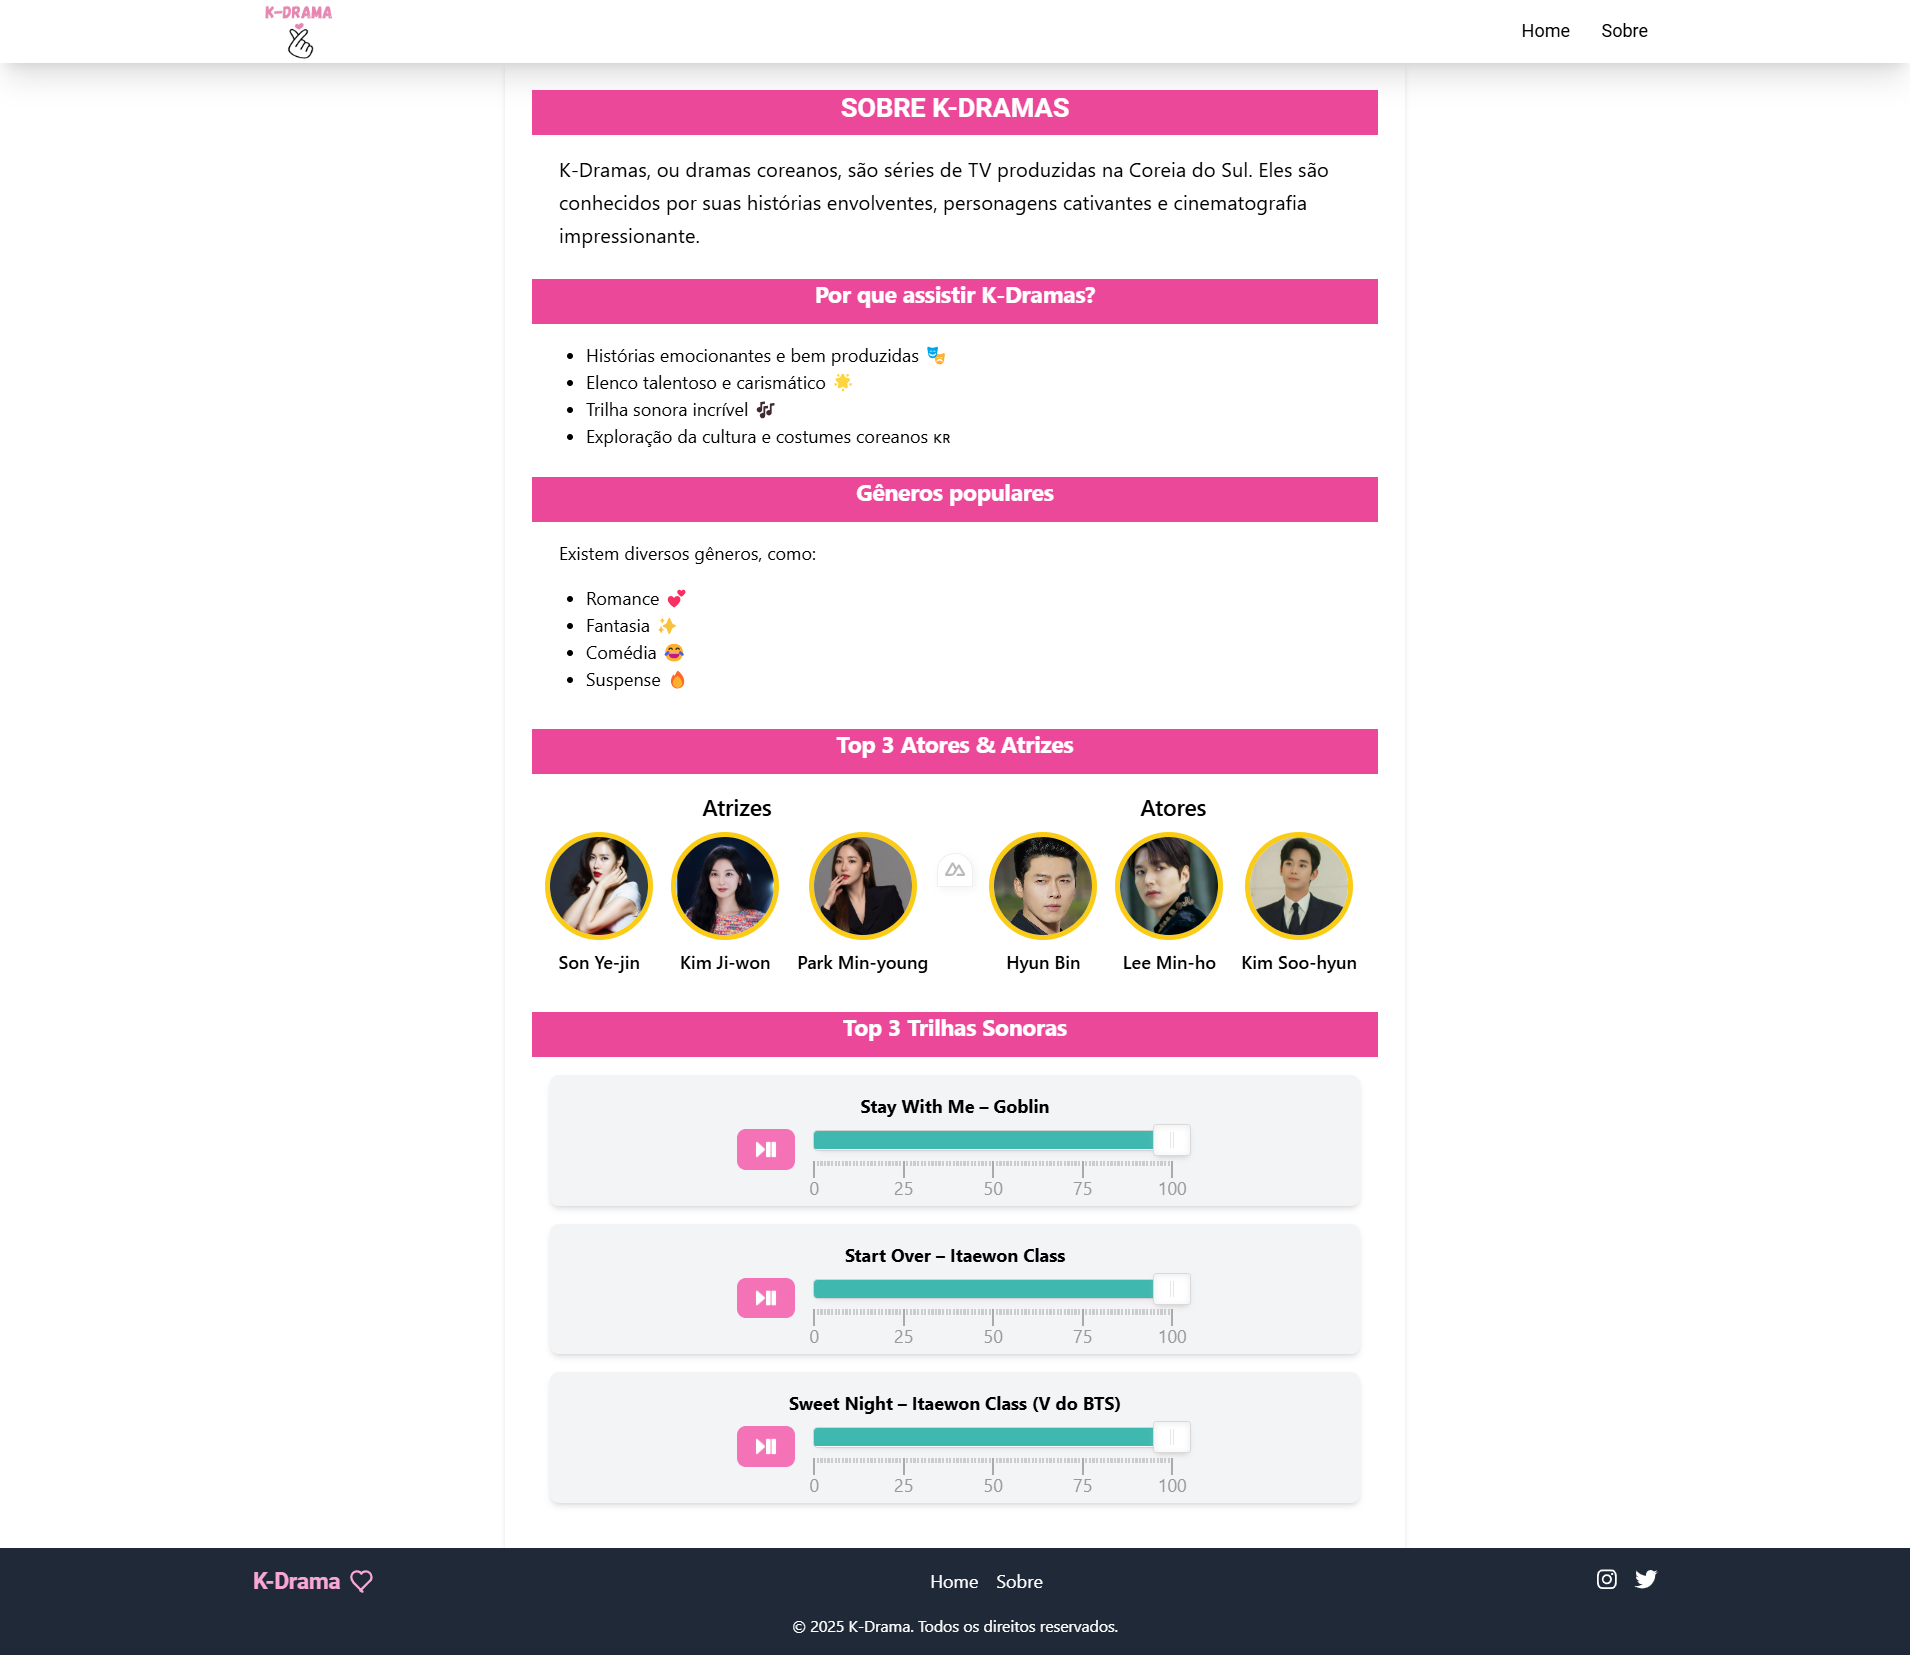 K-DRAMA
Home Sobre
SOBRE K-DRAMAS
K-Dramas, ou dramas coreanos, são séries de TV produzidas na Coreia do Sul. Eles são
conhecidos por suas histórias envolventes, personagens cativantes e cinematografia
impressionante.
Por que assistir K-Dramas?
• Histórias emocionantes e bem produzidas 🎭
• Elenco talentoso e carismático 🌟
• Trilha sonora incrível 🎶
• Exploração da cultura e costumes coreanos 🇰🇷
Gêneros populares
Existem diversos gêneros, como:
• Romance 💕
• Fantasia ✨
• Comédia 😂
• Suspense 🔥
Top 3 Atores & Atrizes
Atrizes
Son Ye-jin Kim Ji-won Park Min-young
Atores
Hyun Bin Lee Min-ho Kim Soo-hyun
Top 3 Trilhas Sonoras
Stay With Me – Goblin
0 25 50 75 100
Start Over – Itaewon Class
0 25 50 75 100
Sweet Night – Itaewon Class (V do BTS)
0 25 50 75 100
K-Drama
Home Sobre
© 2025 K-Drama. Todos os direitos reservados.